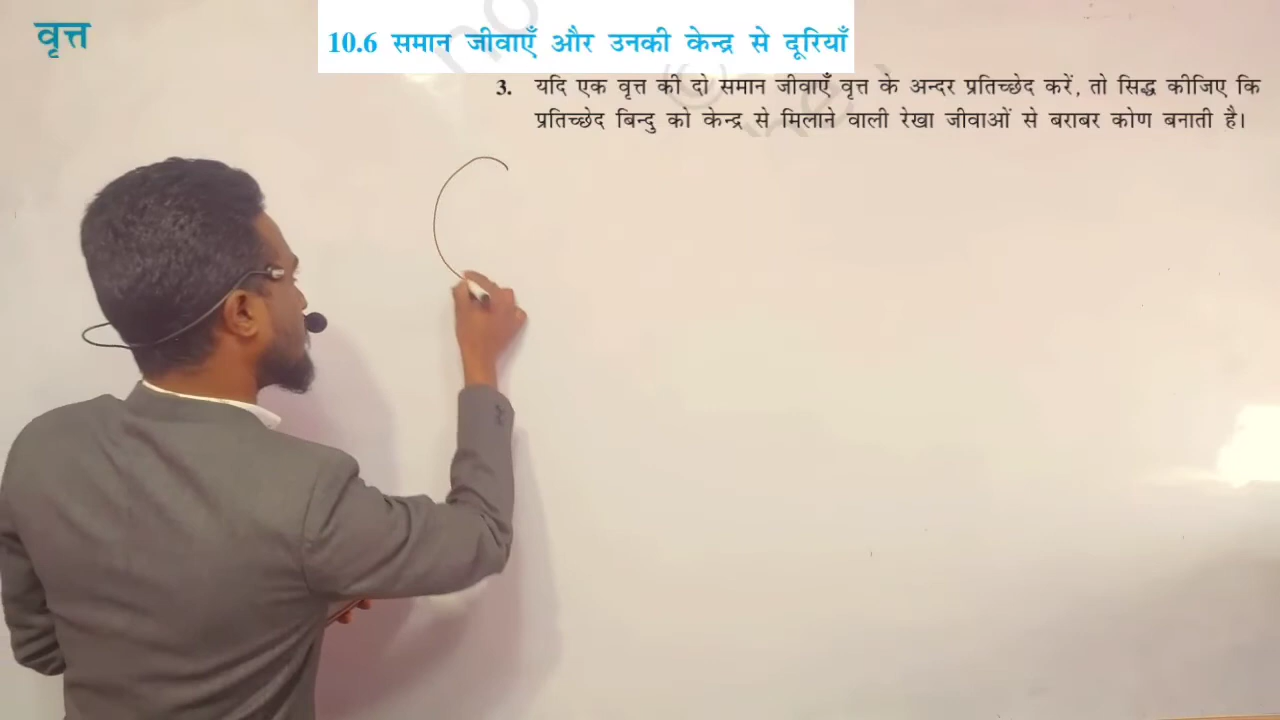 वृत्त
10.6 समान जीवाएँ और उनकी केन्द्र से दूरियाँ
3. यदि एक वृत्त की दो समान जीवाएँ वृत्त के अन्दर प्रतिच्छेद करें, तो सिद्ध कीजिए कि
प्रतिच्छेद बिन्दु को केन्द्र से मिलाने वाली रेखा जीवाओं से बराबर कोण बनाती है।